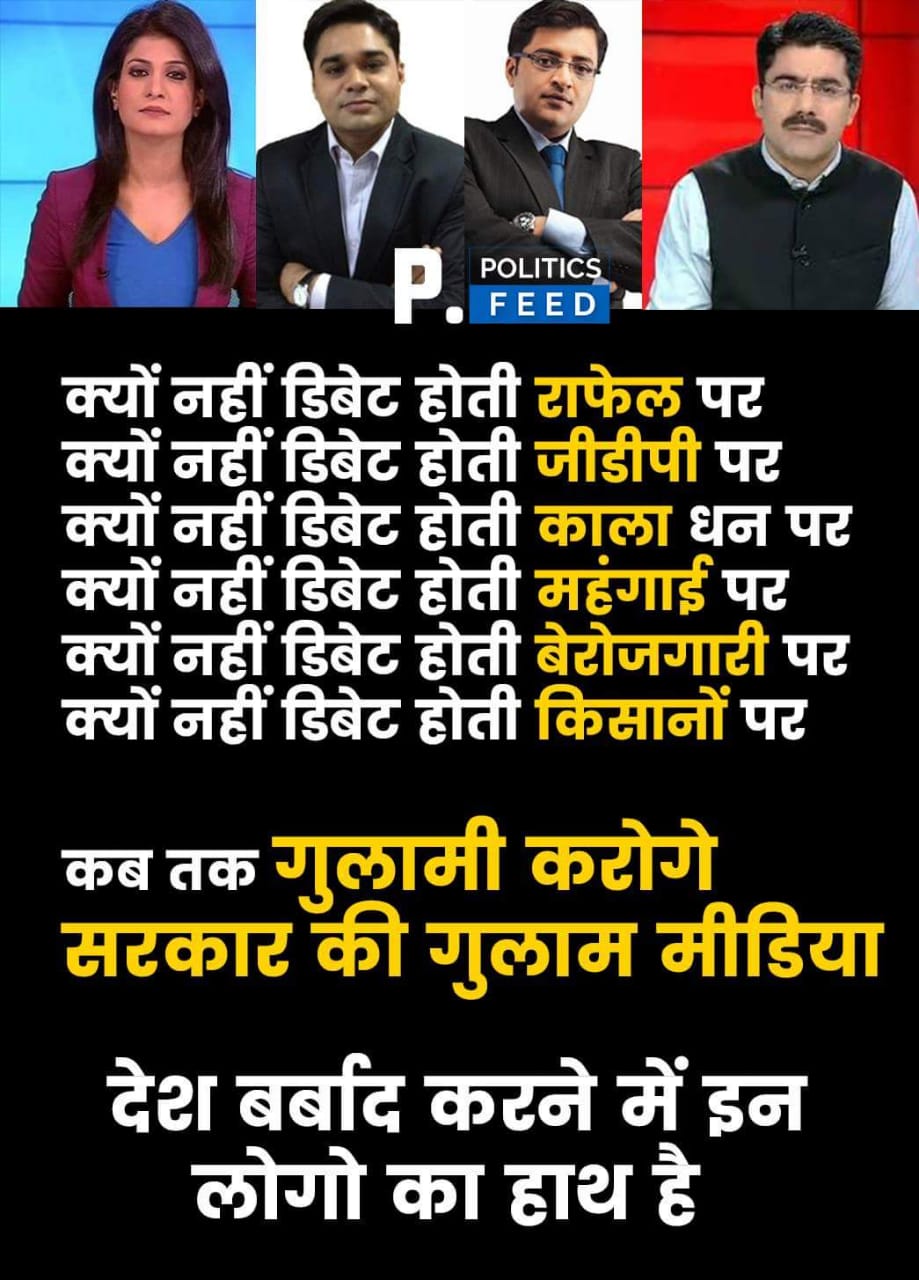 P.
POLITICS
FEED
क्यों नहीं डिबेट होती राफेल पर
क्यों नहीं डिबेट होती जीडीपी पर
क्यों नहीं डिबेट होती काला धन पर
क्यों नहीं डिबेट होती महंगाई पर
क्यों नहीं डिबेट होती बेरोजगारी पर
क्यों नहीं डिबेट होती किसानों पर
कब तक गुलामी करोगे
सरकार की गुलाम मीडिया
देश बर्बाद करने में इन
लोगो का हाथ है